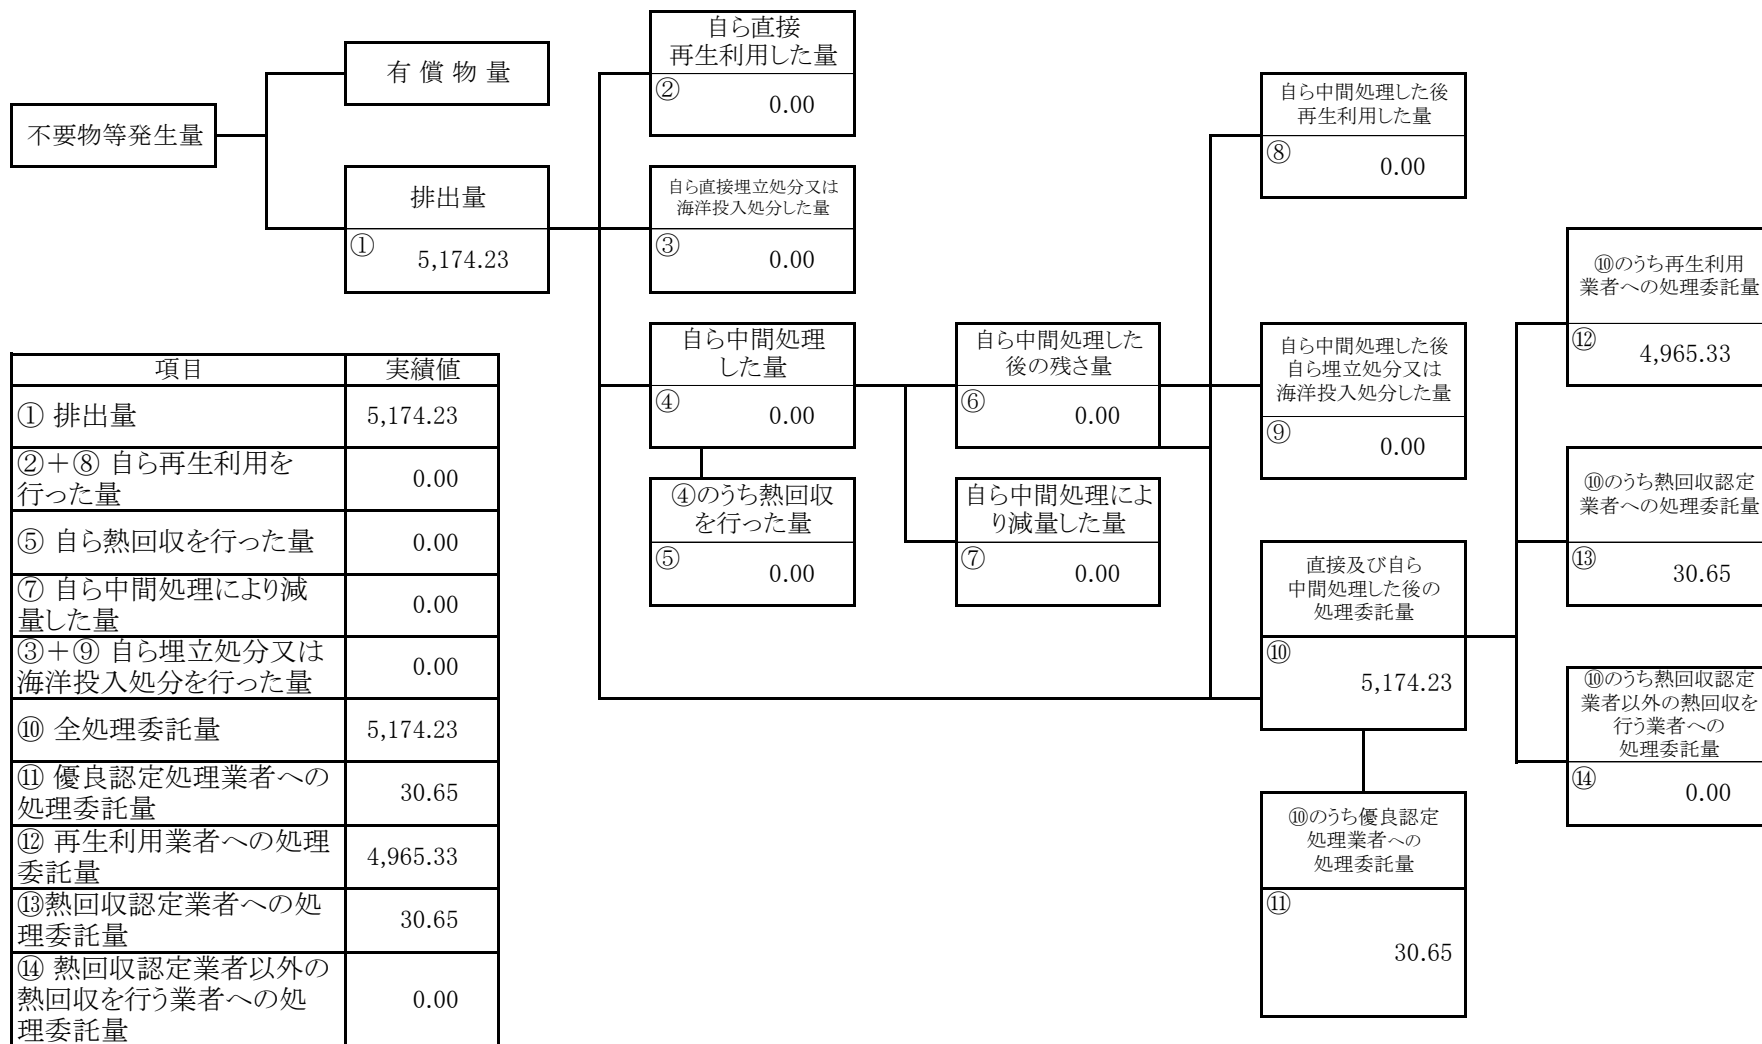 不要物等発生量
有 償 物 量
排出量
① 5,174.23
自ら直接
再生利用した量
② 0.00
自ら直接埋立処分又は
海洋投入処分した量
③ 0.00
自ら中間処理
した量
④ 0.00
④のうち熱回収
を行った量
⑤ 0.00
自ら中間処理した
後の残さ量
⑥ 0.00
自ら中間処理によ
り減量した量
⑦ 0.00
自ら中間処理した後
再生利用した量
⑧ 0.00
自ら中間処理した後
自ら埋立処分又は
海洋投入処分した量
⑨ 0.00
直接及び自ら
中間処理した後の
処理委託量
⑩
5,174.23
⑩のうち優良認定
処理業者への
処理委託量
⑪
30.65
⑩のうち再生利用
業者への処理委託量
⑫ 4,965.33
⑩のうち熱回収認定
業者への処理委託量
⑬ 30.65
⑩のうち熱回収認定
業者以外の熱回収を
行う業者への
処理委託量
⑭ 0.00
項目 実績値
① 排出量 5,174.23
②＋⑧ 自ら再生利用を
行った量 0.00
⑤ 自ら熱回収を行った量 0.00
⑦ 自ら中間処理により減
量した量 0.00
③＋⑨ 自ら埋立処分又は
海洋投入処分を行った量 0.00
⑩ 全処理委託量 5,174.23
⑪ 優良認定処理業者への
処理委託量 30.65
⑫ 再生利用業者への処理
委託量 4,965.33
⑬熱回収認定業者への処
理委託量 30.65
⑭ 熱回収認定業者以外の
熱回収を行う業者への処
理委託量 0.00